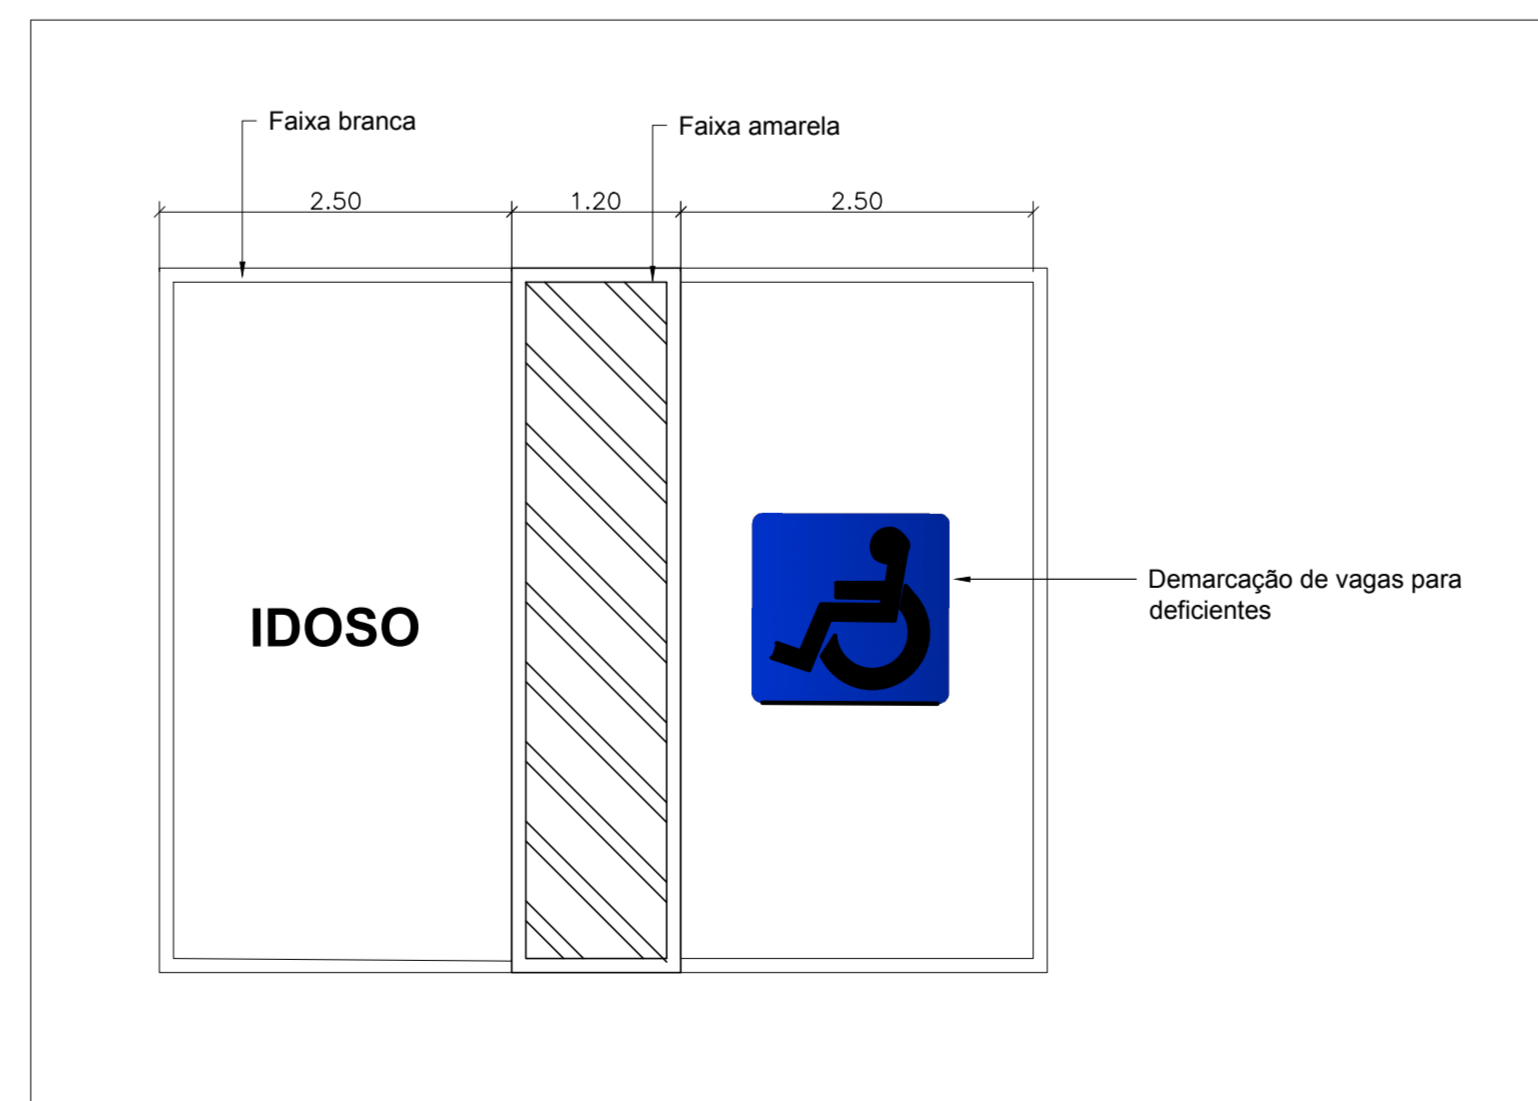 Faixa branca
Faixa amarela
2.50
1.20
2.50
IDOSO
Demarcação de vagas para
deficientes